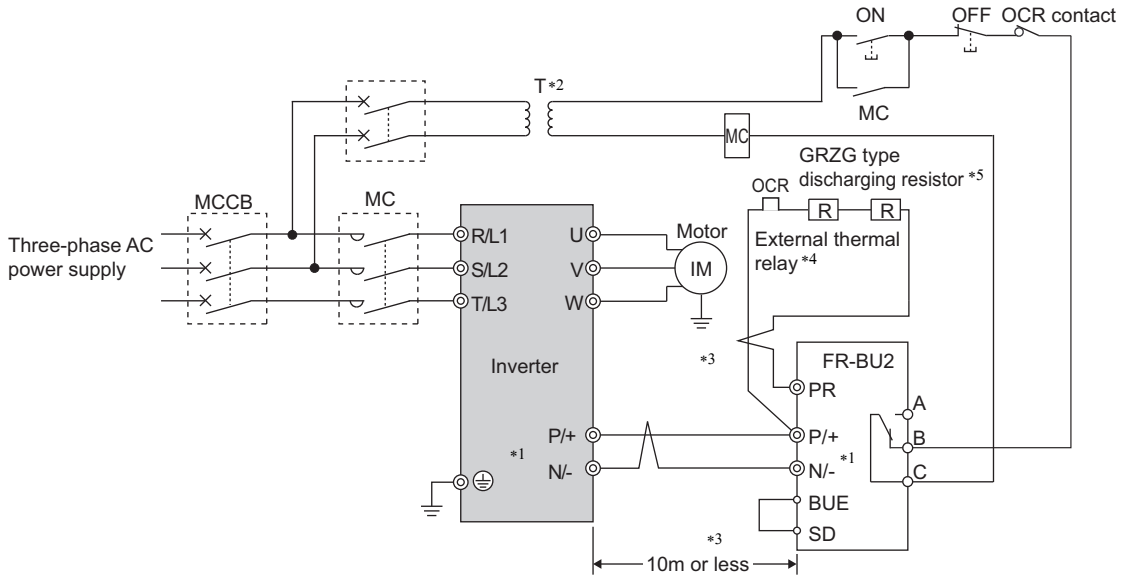 ON
OFF
OCR contact
T*2
MC
MC
GRZG type
discharging resistor *5
OCR
R
R
External thermal
relay *4
MCCB
MC
Three-phase AC
power supply
R/L1
S/L2
T/L3
U
V
W
Motor
IM
Inverter
*3
FR-BU2
PR
P/+
N/-
*1
P/+
N/-
*1
A
B
C
BUE
SD
*3
10m or less